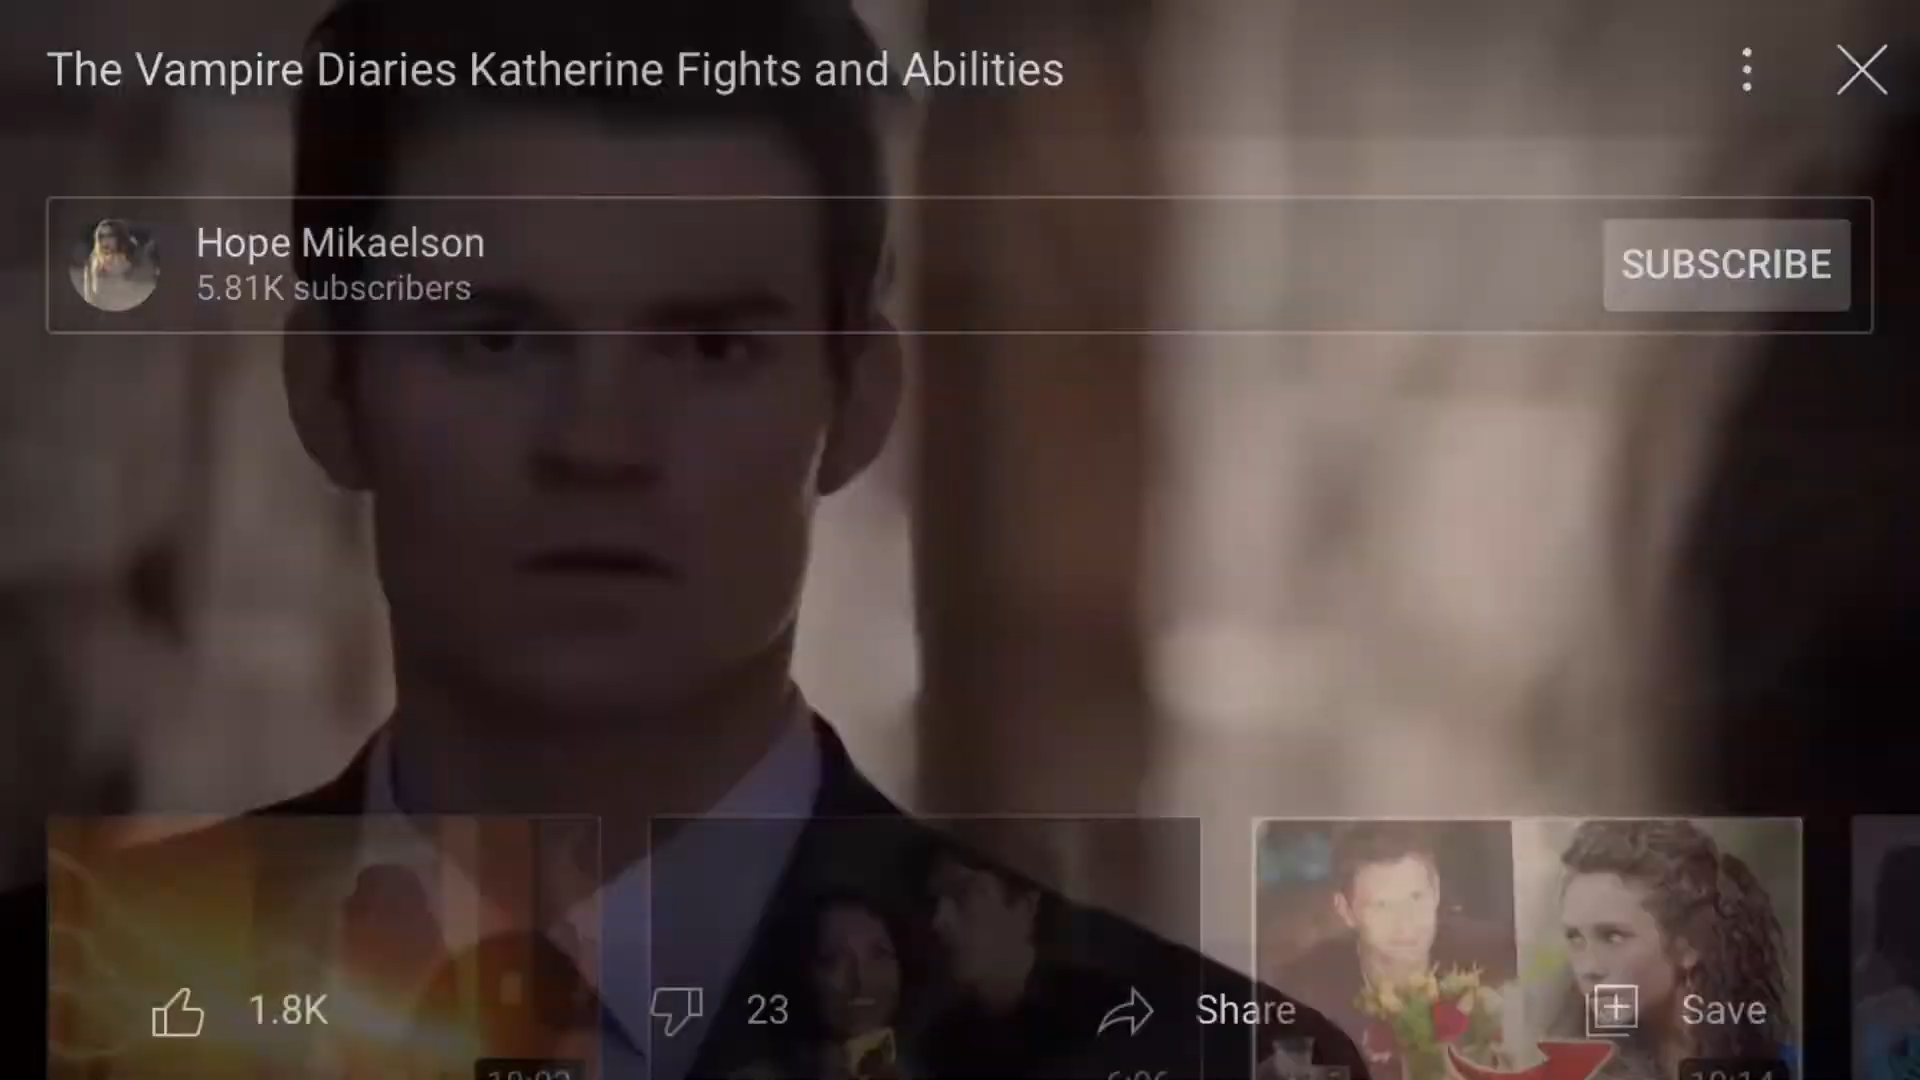 The Vampire Diaries Katherine Fights and Abilities
Hope Mikaelson
5.81K subscribers
SUBSCRIBE
1.8K
23
Share
Save